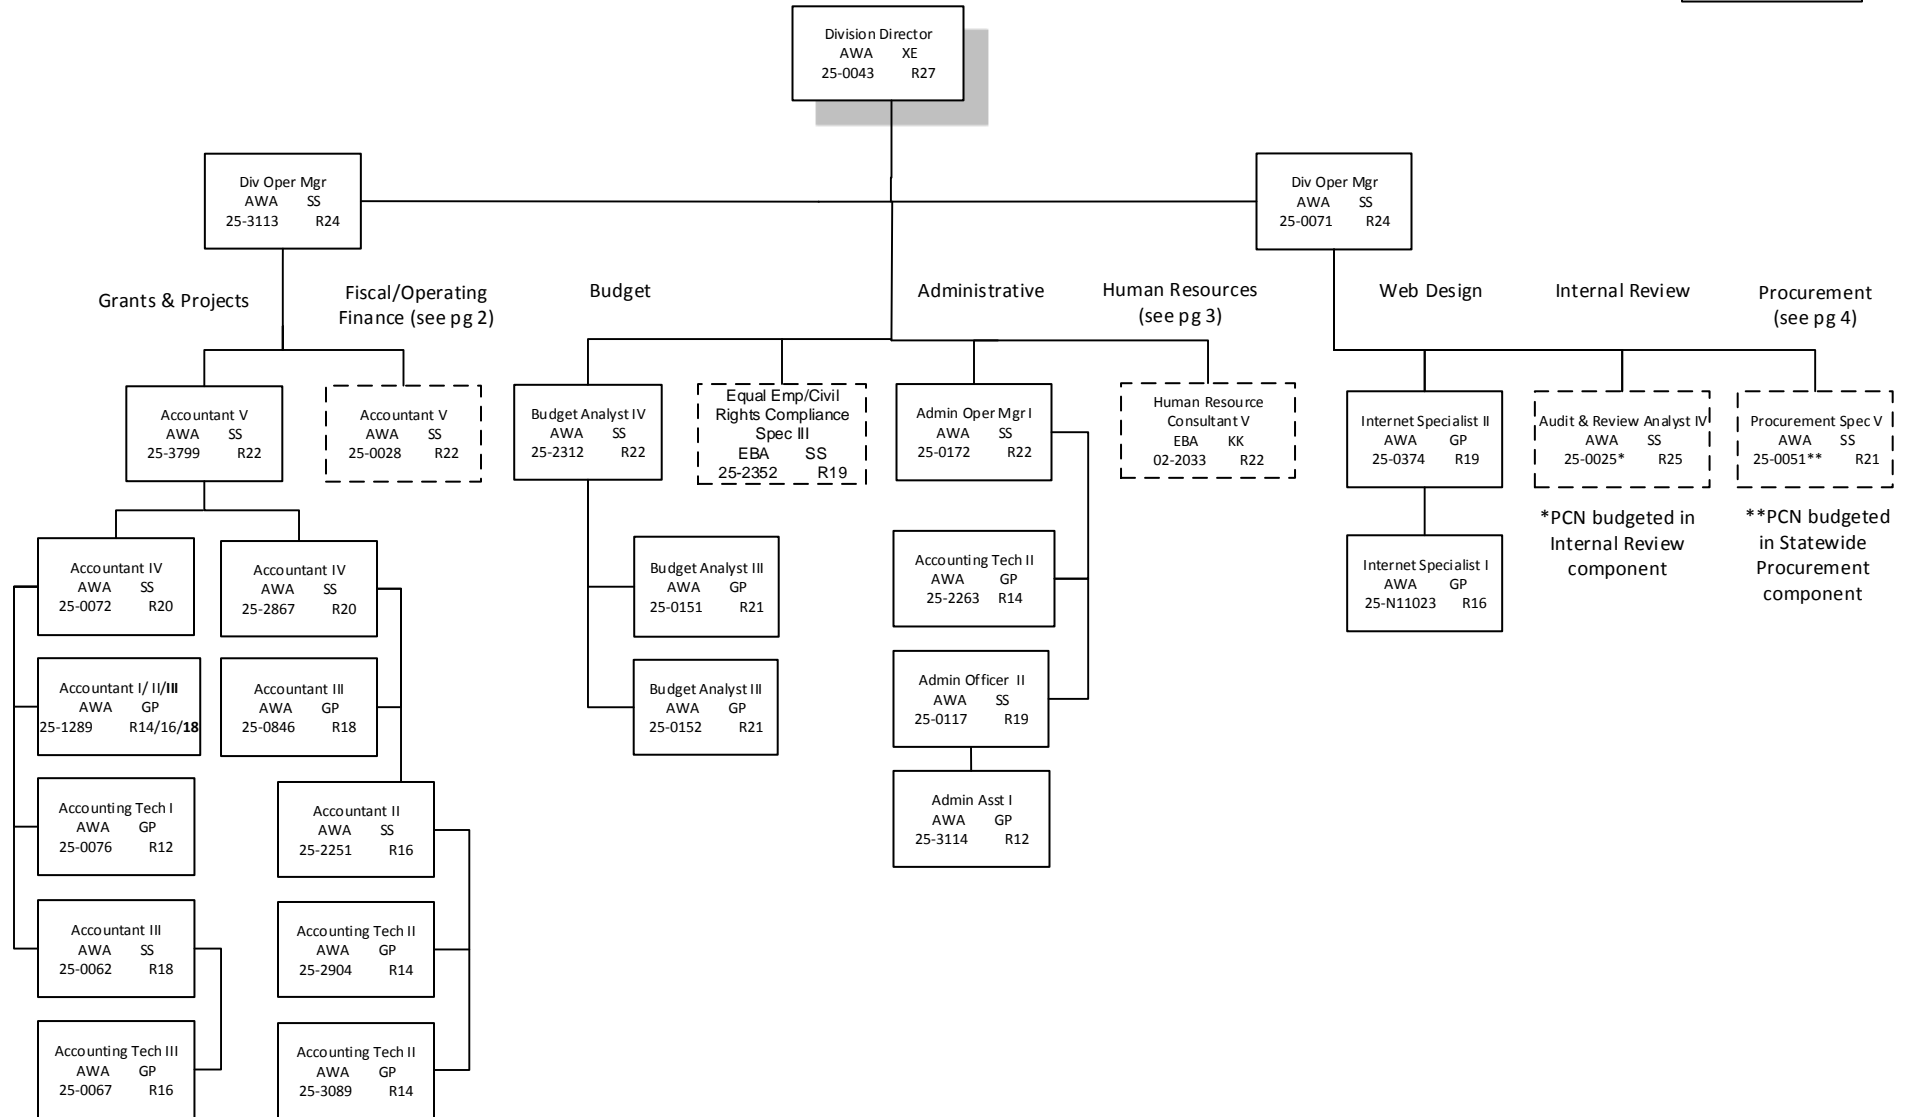 Division Director
AWA XE
25-0043 R27
Div Oper Mgr
AWA SS
25-3113 R24
Div Oper Mgr
AWA SS
25-0071 R24
Grants & Projects
Fiscal/Operating
Finance (see pg 2)
Budget
Administrative
Human Resources
(see pg 3)
Web Design
Internal Review
Procurement
(see pg 4)
Accountant V
AWA SS
25-3799 R22
Accountant V
AWA SS
25-0028 R22
Budget Analyst IV
AWA SS
25-2312 R22
Equal Emp/Civil
Rights Compliance
Spec III
EBA SS
25-2352 R19
Admin Oper Mgr I
AWA SS
25-0172 R22
Human Resource
Consultant V
EBA KK
02-2033 R22
Internet Specialist II
AWA GP
25-0374 R19
Audit & Review Analyst IV
AWA SS
25-0025* R25
Procurement Spec V
AWA SS
25-0051** R21
*PCN budgeted in
Internal Review
component
**PCN budgeted
in Statewide
Procurement
component
Accountant IV
AWA SS
25-0072 R20
Accountant IV
AWA SS
25-2867 R20
Budget Analyst III
AWA GP
25-0151 R21
Accounting Tech II
AWA GP
25-2263 R14
Internet Specialist I
AWA GP
25-N11023 R16
Accountant I/ II/III
AWA GP
25-1289 R14/16/18
Accountant III
AWA GP
25-0846 R18
Budget Analyst III
AWA GP
25-0152 R21
Admin Officer II
AWA SS
25-0117 R19
Accounting Tech I
AWA GP
25-0076 R12
Accountant II
AWA SS
25-2251 R16
Admin Asst I
AWA GP
25-3114 R12
Accountant III
AWA SS
25-0062 R18
Accounting Tech II
AWA GP
25-2904 R14
Accounting Tech III
AWA GP
25-0067 R16
Accounting Tech II
AWA GP
25-3089 R14